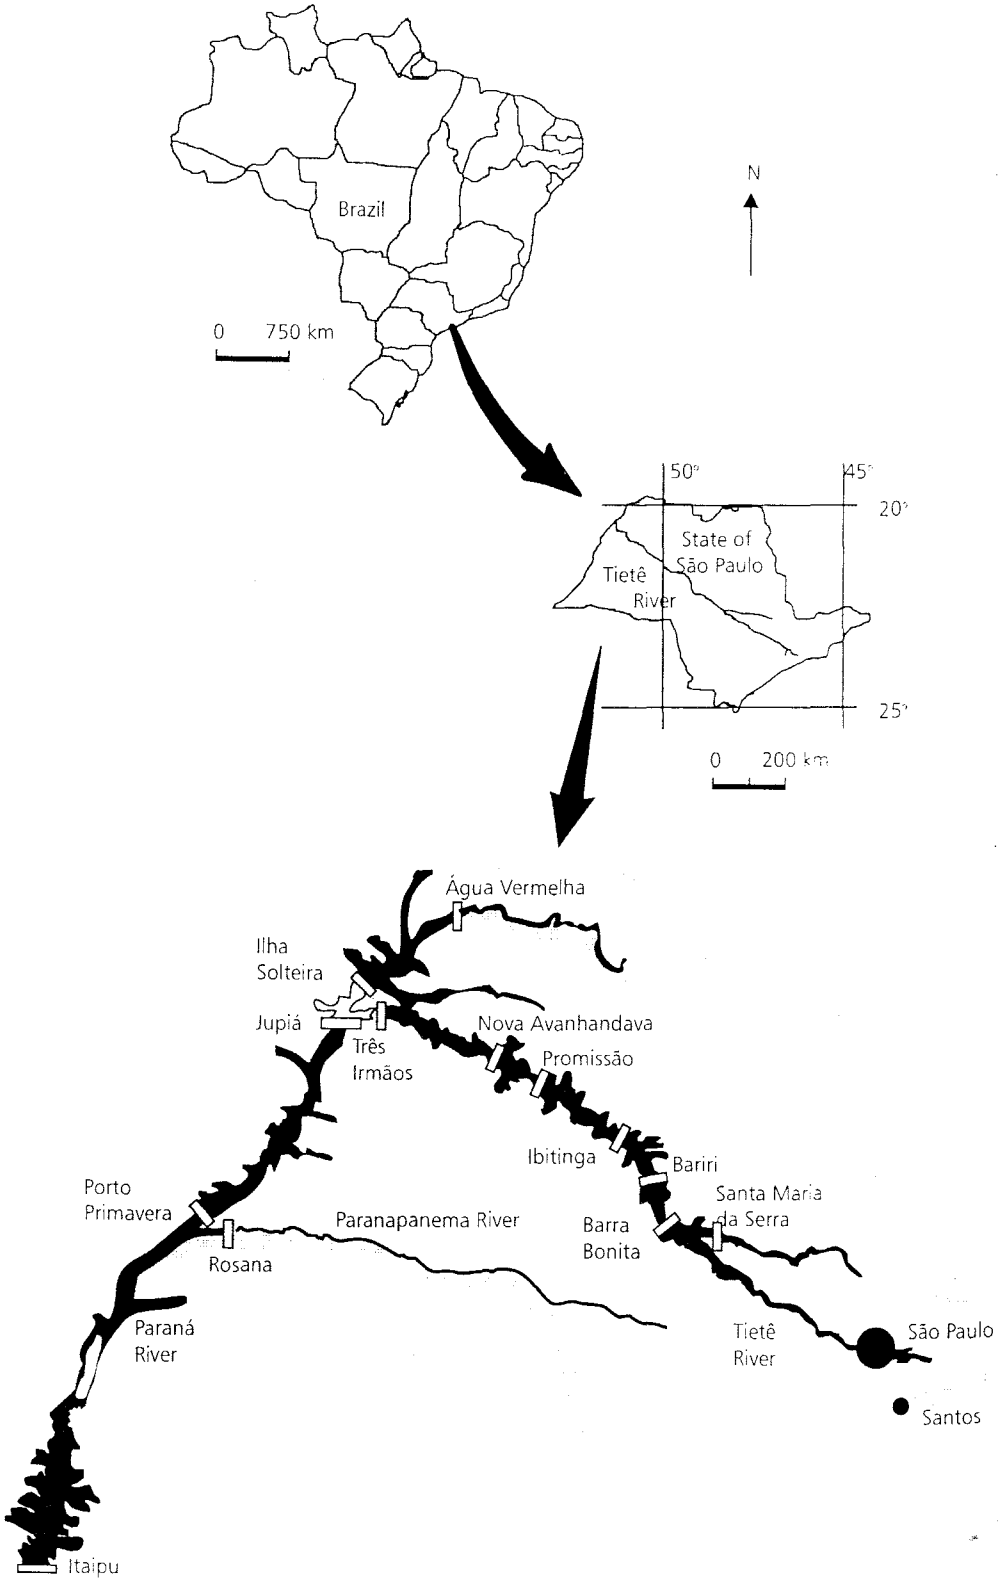 N
Brazil
0 750 km
50°
45°
20°
State of
São Paulo
Tietê
River
25°
0 200 km
Água Vermelha
Ilha
Solteira
Jupiá
Três
Irmãos
Nova Avanhandava
Promissão
Ibitinga
Bariri
Santa Maria
da Serra
Barra
Bonita
Porto
Primavera
Paranapanema River
Rosana
Paraná
River
Tietê
River
São Paulo
Santos
Itaipu